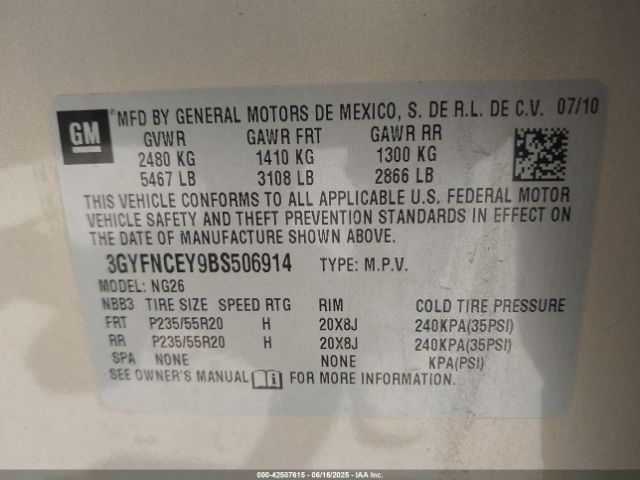 GM
® MFD BY GENERAL MOTORS DE MEXICO, S. DE R.L. DE C.V. 07/10
GVWR GAWR FRT GAWR RR
2480 KG 1410 KG 1300 KG
5467 LB 3108 LB 2866 LB
THIS VEHICLE CONFORMS TO ALL APPLICABLE U.S. FEDERAL MOTOR
VEHICLE SAFETY AND THEFT PREVENTION STANDARDS IN EFFECT ON
THE DATE OF MANUFACTURE SHOWN ABOVE.
3GYFNCEY9BS506914 TYPE: M.P.V.
MODEL: NG26
NBB3 TIRE SIZE SPEED RTG RIM COLD TIRE PRESSURE
FRT P235/55R20 H 20X8J 240KPA(35PSI)
RR P235/55R20 H 20X8J 240KPA(35PSI)
SPA NONE NONE KPA(PSI)
SEE OWNER'S MANUAL FOR MORE INFORMATION.
000-42507615 - 06/16/2025 - IAA Inc.